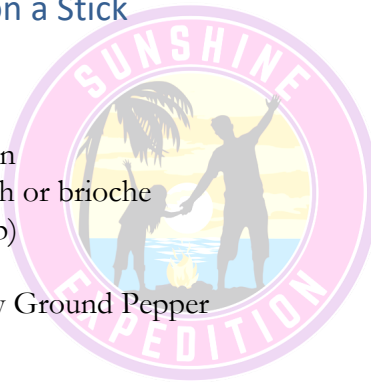 on a Stick
SUNSHINE
n
h or brioche
)
Ground Pepper
EXPEDITION